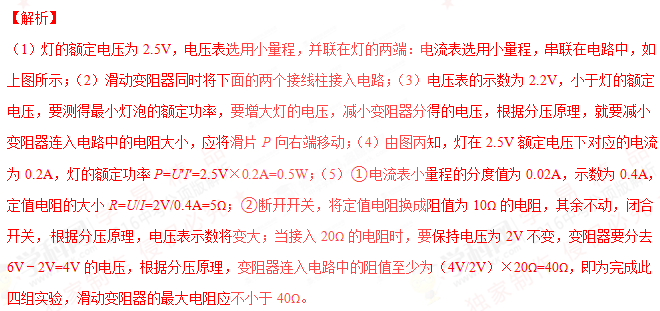 【解析】
（1）灯的额定电压为 2.5V，电压表选用小量程，并联在灯的两端：电流表选用小量程，串联在电路中，如
上图所示；（2）滑动变阻器同时将下面的两个接线柱接入电路；（3）电压表的示数为 2.2V，小于灯的额定
电压，要测得最小灯泡的额定功率，要增大灯的电压，减小变阻器分得的电压，根据分压原理，就要减小
变阻器连入电路中的电阻大小，应将滑片 P 向右端移动；（4）由图丙知，灯在 2.5V 额定电压下对应的电流
为 0.2A，灯的额定功率 P=U′I′=2.5V×0.2A=0.5W；（5）①电流表小量程的分度值为 0.02A，示数为 0.4A，
定值电阻的大小 R=U/I=2V/0.4A=5Ω；②断开开关，将定值电阻换成阻值为 10Ω 的电阻，其余不动，闭合
开关，根据分压原理，电压表示数将变大；当接入 20Ω 的电阻时，要保持电压为 2V 不变，变阻器要分去
6V﹣2V=4V 的电压，根据分压原理，变阻器连入电路中的阻值至少为（4V/2V）×20Ω=40Ω，即为完成此
四组实验，滑动变阻器的最大电阻应不小于 40Ω。